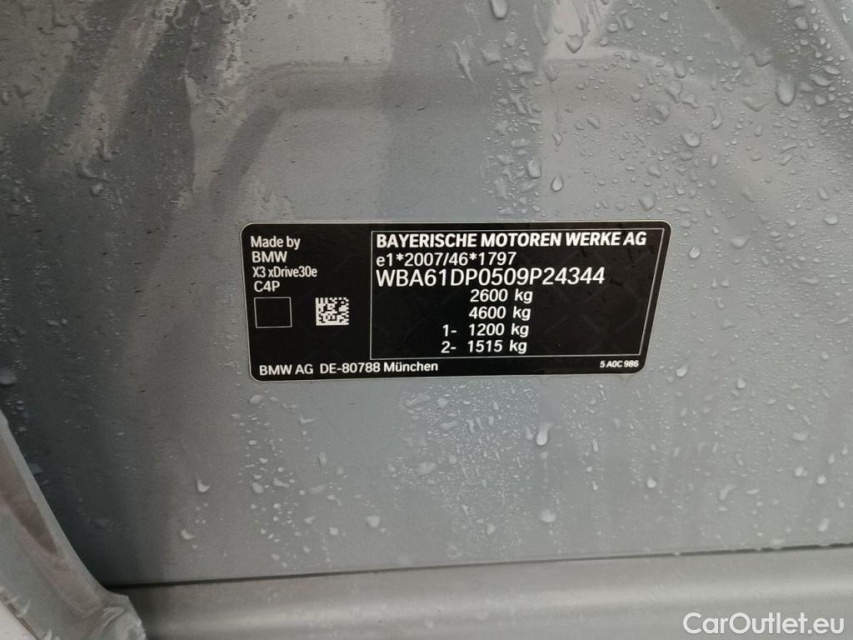 Made by
BMW
X3 xDrive30e
C4P
BAYERISCHE MOTOREN WERKE AG
e1*2007/46*1797
WBA61DP0509P24344
2600 kg
4600 kg
1- 1200 kg
2- 1515 kg
BMW AG DE-80788 München
5 A0C 986
CarOutlet.eu